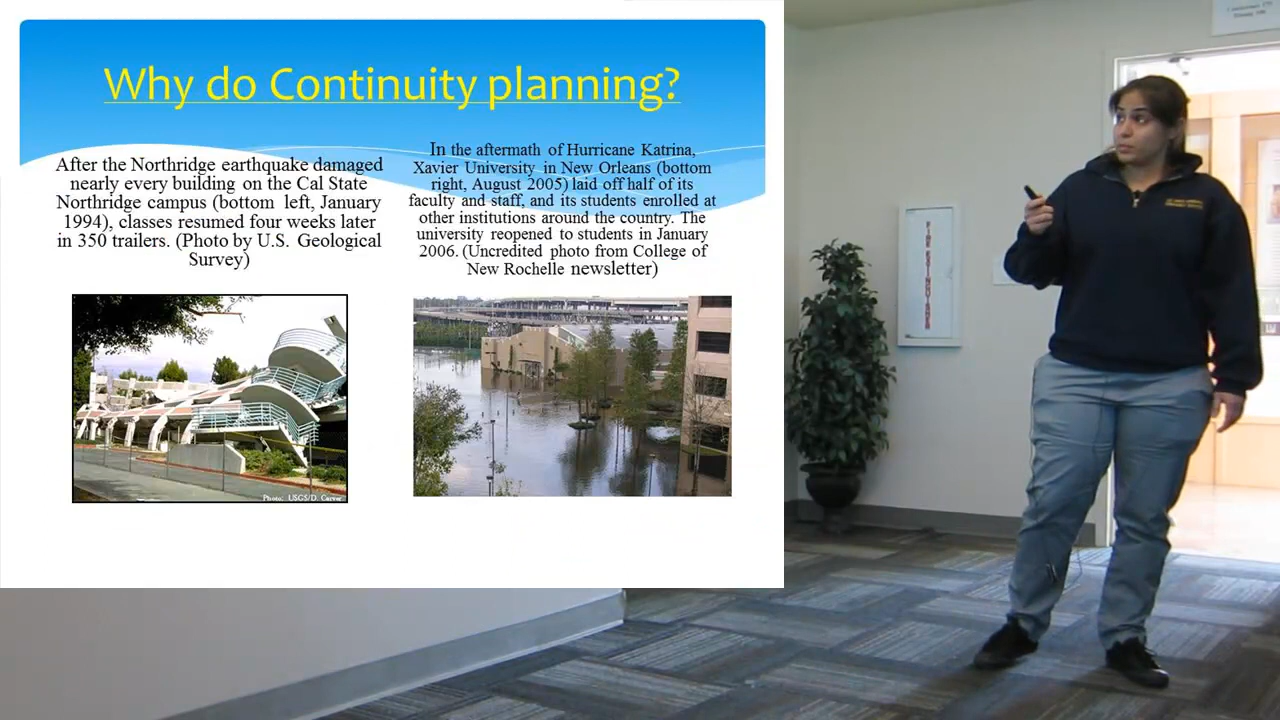 Why do Continuity planning?
After the Northridge earthquake damaged
nearly every building on the Cal State
Northridge campus (bottom left, January
1994), classes resumed four weeks later
in 350 trailers. (Photo by U.S. Geological
Survey)
In the aftermath of Hurricane Katrina,
Xavier University in New Orleans (bottom
right, August 2005) laid off half of its
faculty and staff, and its students enrolled at
other institutions around the country. The
university reopened to students in January
2006. (Uncredited photo from College of
New Rochelle newsletter)
Photo: USGS/D. Carver
FIRE EXTINGUISHER